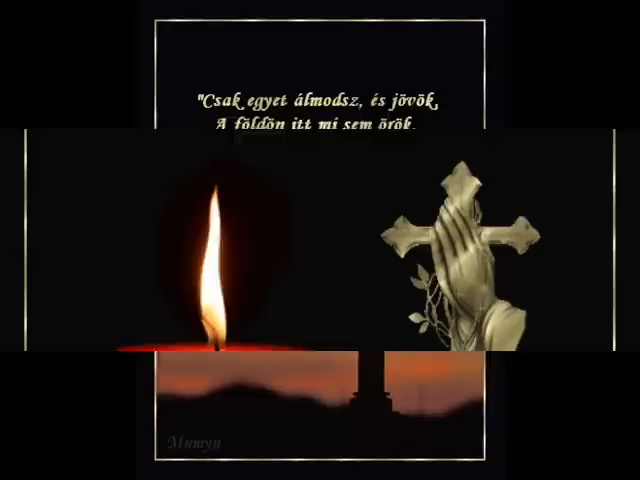 "Csak egyet álmodsz, és jövök,
A földön itt mi sem örök.
Mumyn